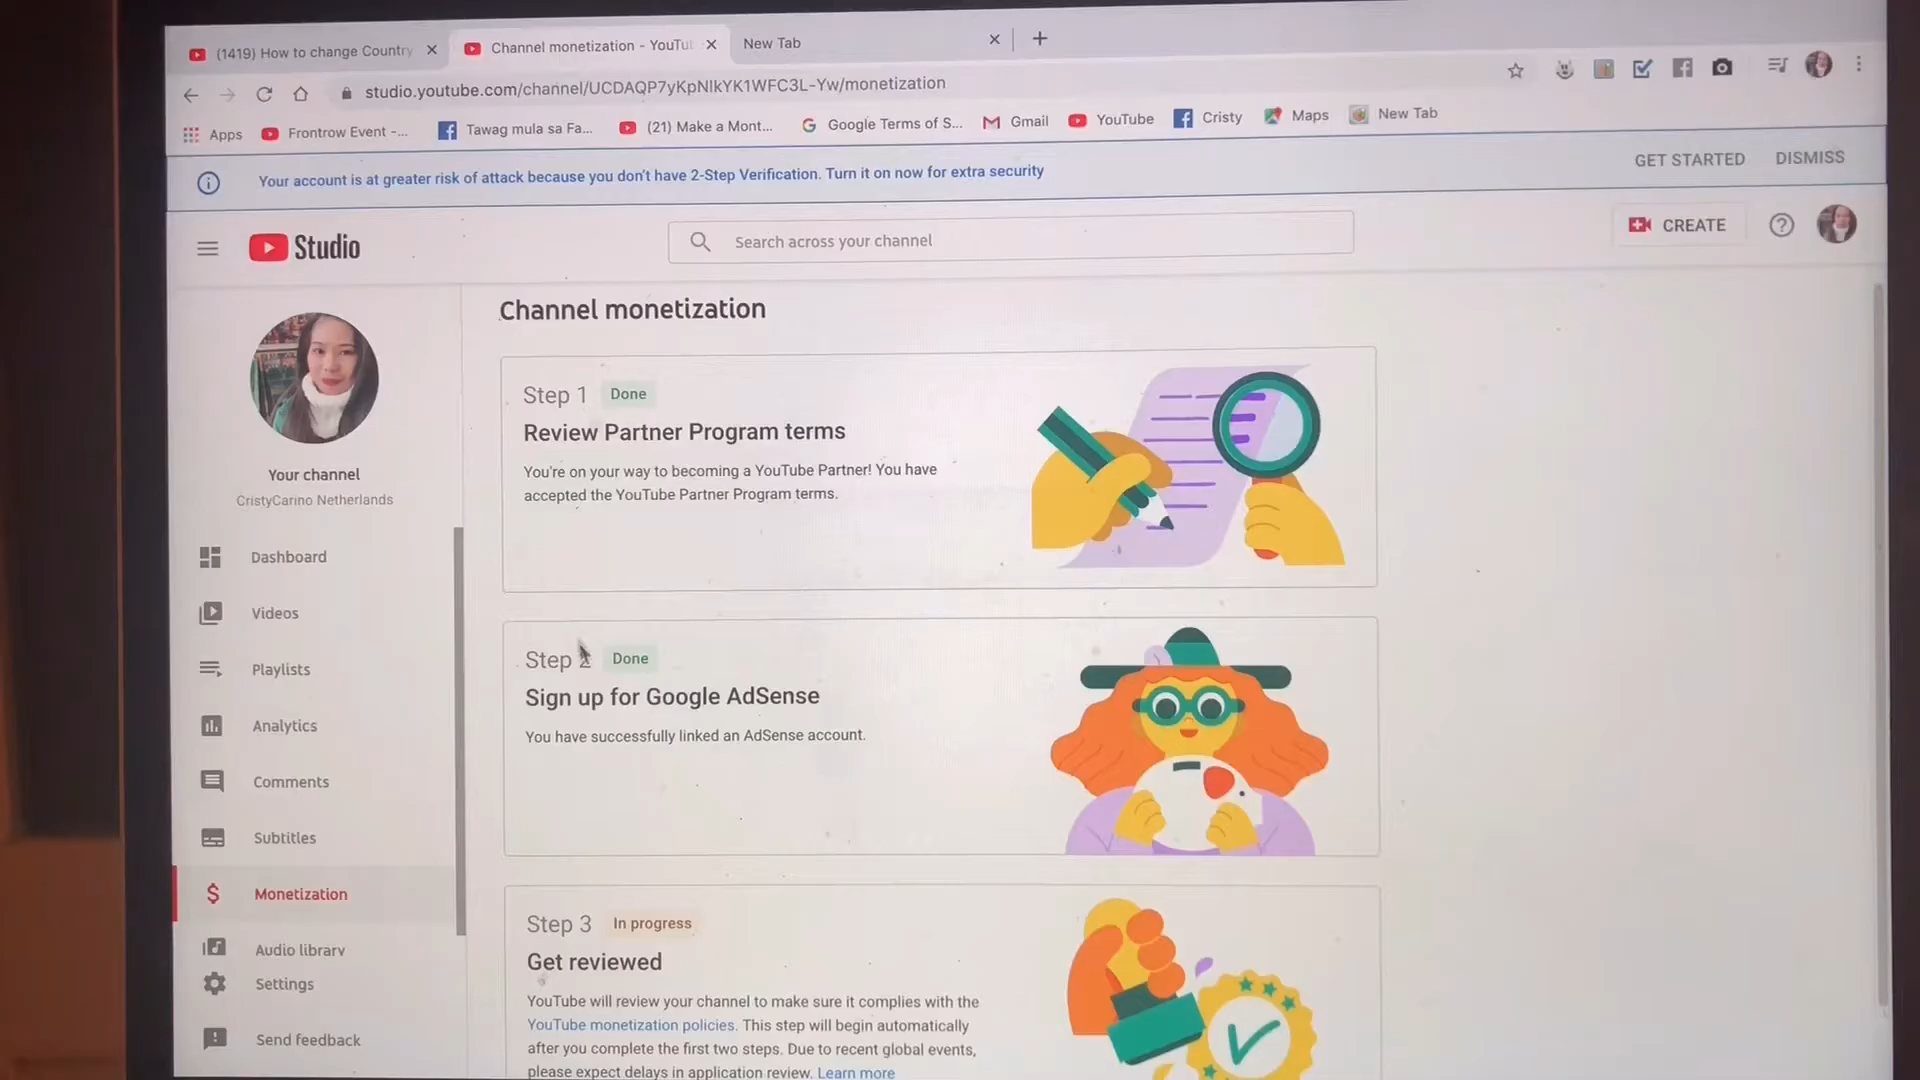 (1419) How to change Country
Channel monetization - YouTu
New Tab
studio.youtube.com/channel/UCDAQP7yKpNIkYK1WFC3L-Yw/monetization
Apps
Frontrow Event -...
Tawag mula sa Fa...
(21) Make a Mont...
Google Terms of S...
Gmail
YouTube
Cristy
Maps
New Tab
Your account is at greater risk of attack because you don't have 2-Step Verification. Turn it on now for extra security
GET STARTED
DISMISS
Studio
Search across your channel
CREATE
Your channel
CristyCarino Netherlands
Dashboard
Videos
Playlists
Analytics
Comments
Subtitles
Monetization
Audio library
Settings
Send feedback
Channel monetization
Step 1 Done
Review Partner Program terms
You're on your way to becoming a YouTube Partner! You have
accepted the YouTube Partner Program terms.
Step 2 Done
Sign up for Google AdSense
You have successfully linked an AdSense account.
Step 3 In progress
Get reviewed
YouTube will review your channel to make sure it complies with the
YouTube monetization policies. This step will begin automatically
after you complete the first two steps. Due to recent global events,
please expect delays in application review. Learn more